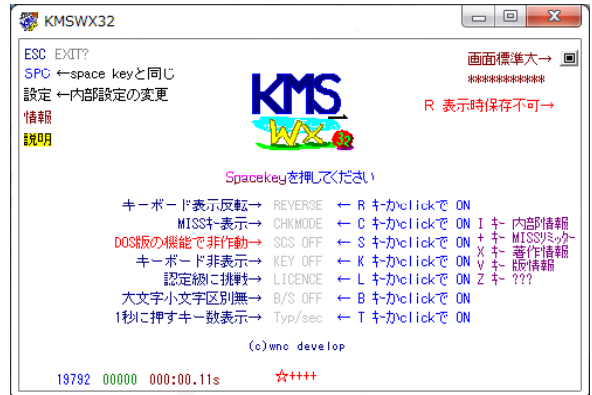 KMSWX32
ESC EXIT?
SPC ←space keyと同じ
設定 ←内部設定の変更
情報
説明
画面標準大→
***********
R 表示時保存不可→
KMS
WX 32
Spacekeyを押してください
キーボード表示反転→ REVERSE ← R キーかclickで ON
MISSキー表示→ CHKMODE ← C キーかclickで ON
DOS版の機能で非作動→ SCS OFF ← S キーかclickで ON
キーボード非表示→ KEY OFF ← K キーかclickで ON
認定級に挑戦→ LICENCE ← L キーかclickで ON
大文字小文字区別無→ B/S OFF ← B キーかclickで ON
1秒に押すキー数表示→ Typ/sec ← T キーかclickで ON
I キー 内部情報
+ キー MISSリミッター
X キー 著作情報
V キー 版情報
Z キー ???
(c)wnc develop
19792 00000 000:00.11s ☆++++